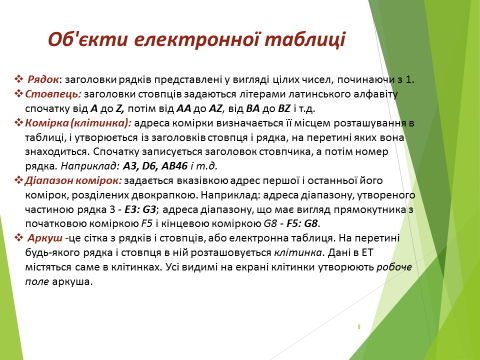 Об'єкти електронної таблиці
❖ Рядок: заголовки рядків представлені у вигляді цілих чисел, починаючи з 1.
❖ Стовпець: заголовки стовпців задаються літерами латинського алфавіту
спочатку від A до Z, потім від AA до AZ, від BA до BZ і т.д.
❖ Комірка (клітинка): адреса комірки визначається її місцем розташування в
таблиці, і утворюється із заголовків стовпця і рядка, на перетині яких вона
знаходиться. Спочатку записується заголовок стовпчика, а потім номер
рядка. Наприклад: A3, D6, AB46 і т.д.
❖ Діапазон комірок: задається вказівкою адрес першої і останньої його
комірок, розділених двокрапкою. Наприклад: адреса діапазону, утвореного
частиною рядка 3 - E3: G3; адреса діапазону, що має вигляд прямокутника з
початковою коміркою F5 і кінцевою коміркою G8 - F5: G8.
❖ Аркуш -це сітка з рядків і стовпців, або електронна таблиця. На перетині
будь-якого рядка і стовпця в ній розташовується клітинка. Дані в ЕТ
містяться саме в клітинках. Усі видимі на екрані клітинки утворюють робоче
поле аркуша.